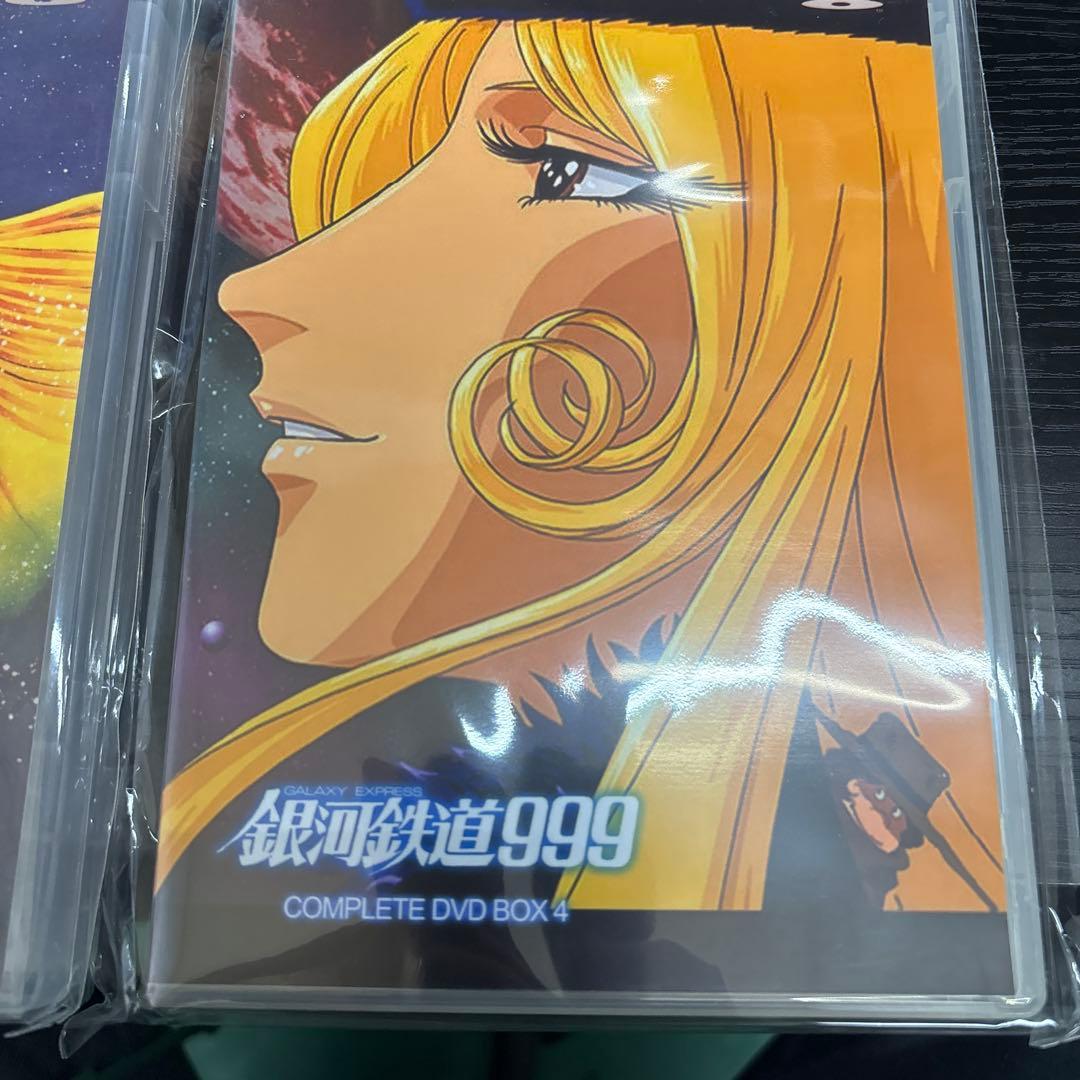 GALAXY EXPRESS
銀河鉄道999
COMPLETE DVD BOX 4